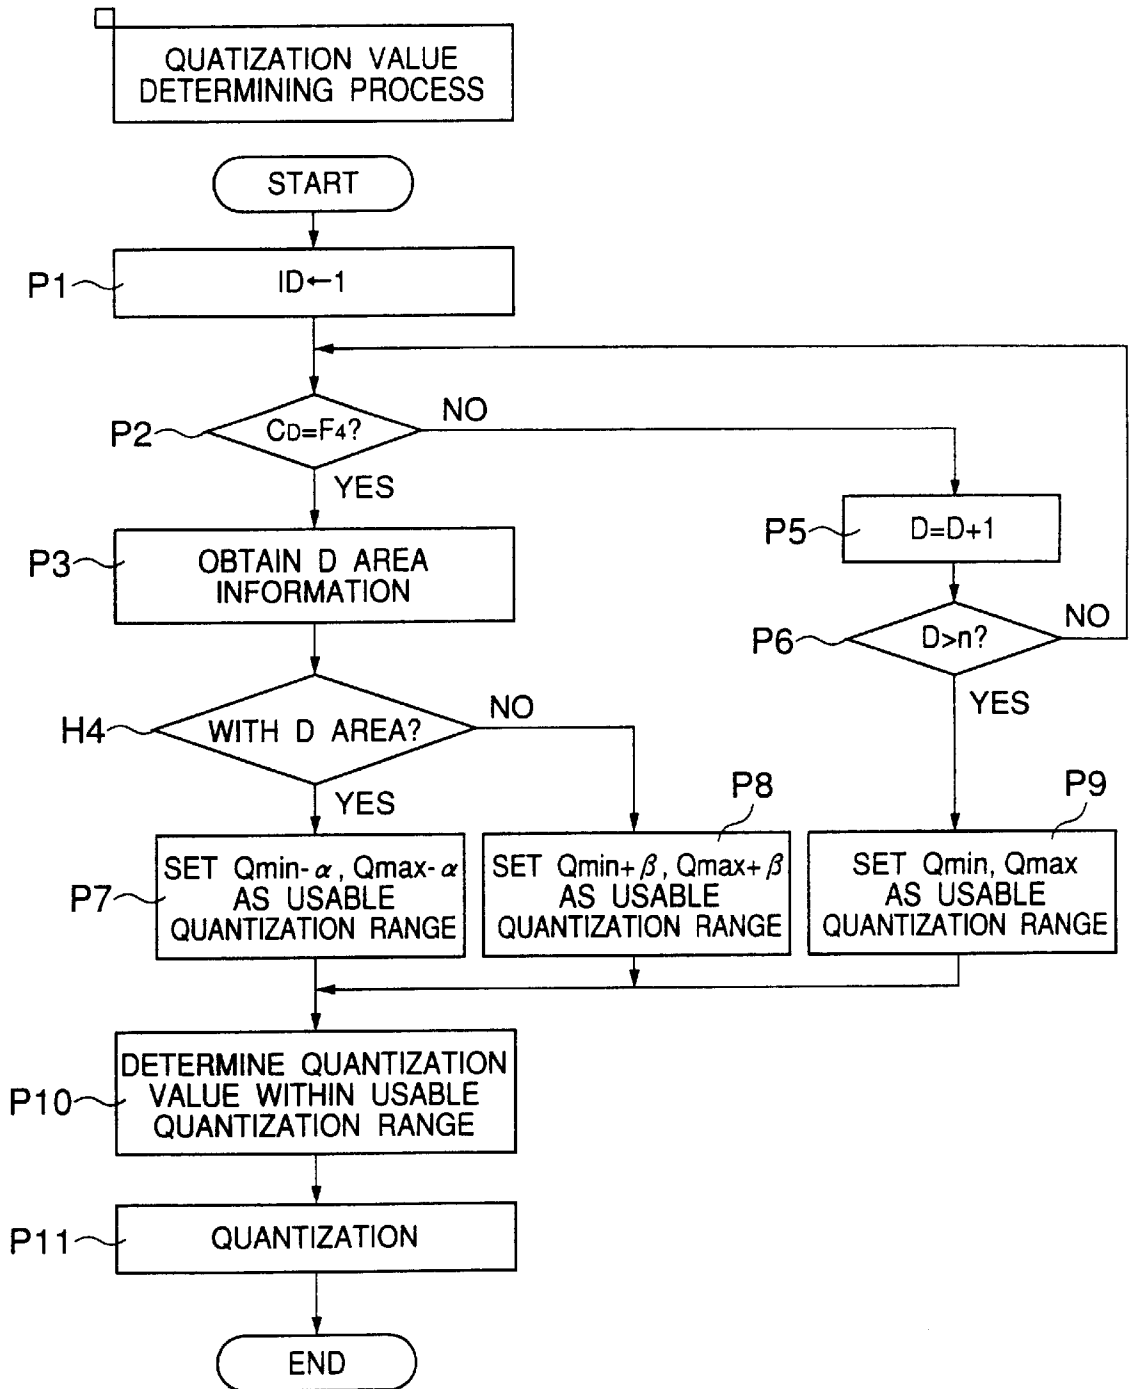 QUATIZATION VALUE
DETERMINING PROCESS
START
P1
ID←1
P2
CD=F4?
NO
YES
P3
OBTAIN D AREA
INFORMATION
P5
D=D+1
P6
D>n?
NO
YES
H4
WITH D AREA?
NO
YES
P7
SET Qmin-α, Qmax-α
AS USABLE
QUANTIZATION RANGE
P8
SET Qmin+β, Qmax+β
AS USABLE
QUANTIZATION RANGE
P9
SET Qmin, Qmax
AS USABLE
QUANTIZATION RANGE
P10
DETERMINE QUANTIZATION
VALUE WITHIN USABLE
QUANTIZATION RANGE
P11
QUANTIZATION
END